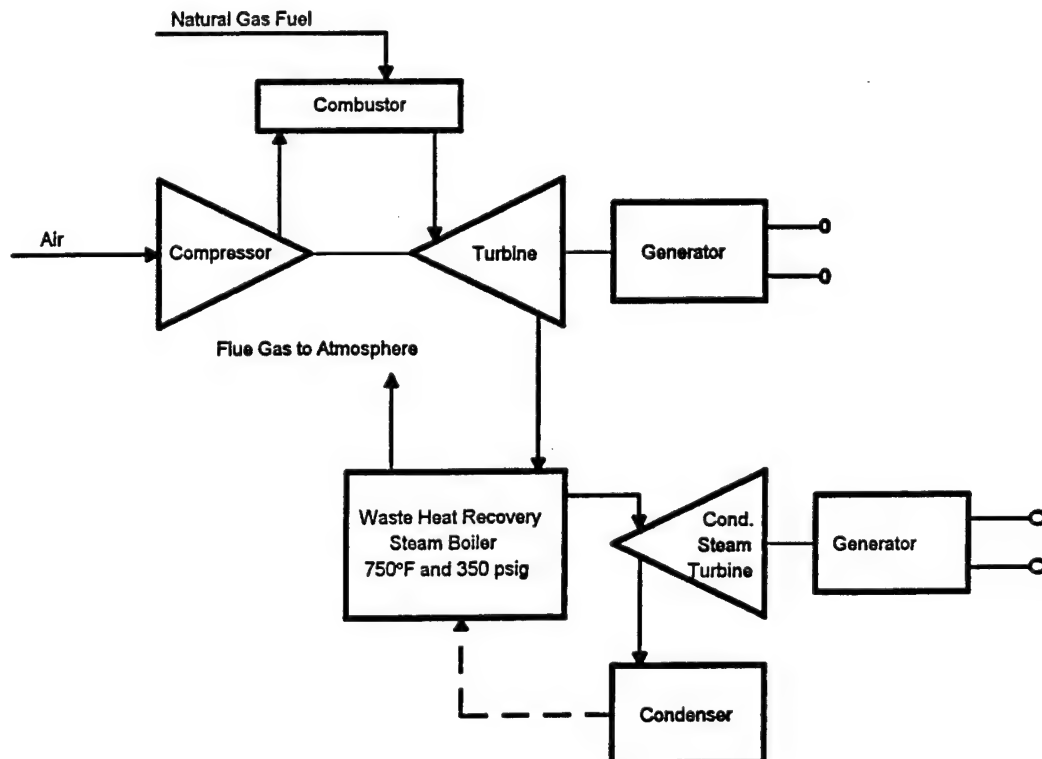 Natural Gas Fuel
Combustor
Air
Compressor
Turbine
Generator
Flue Gas to Atmosphere
Waste Heat Recovery
Steam Boiler
750°F and 350 psig
Cond.
Steam
Turbine
Generator
Condenser